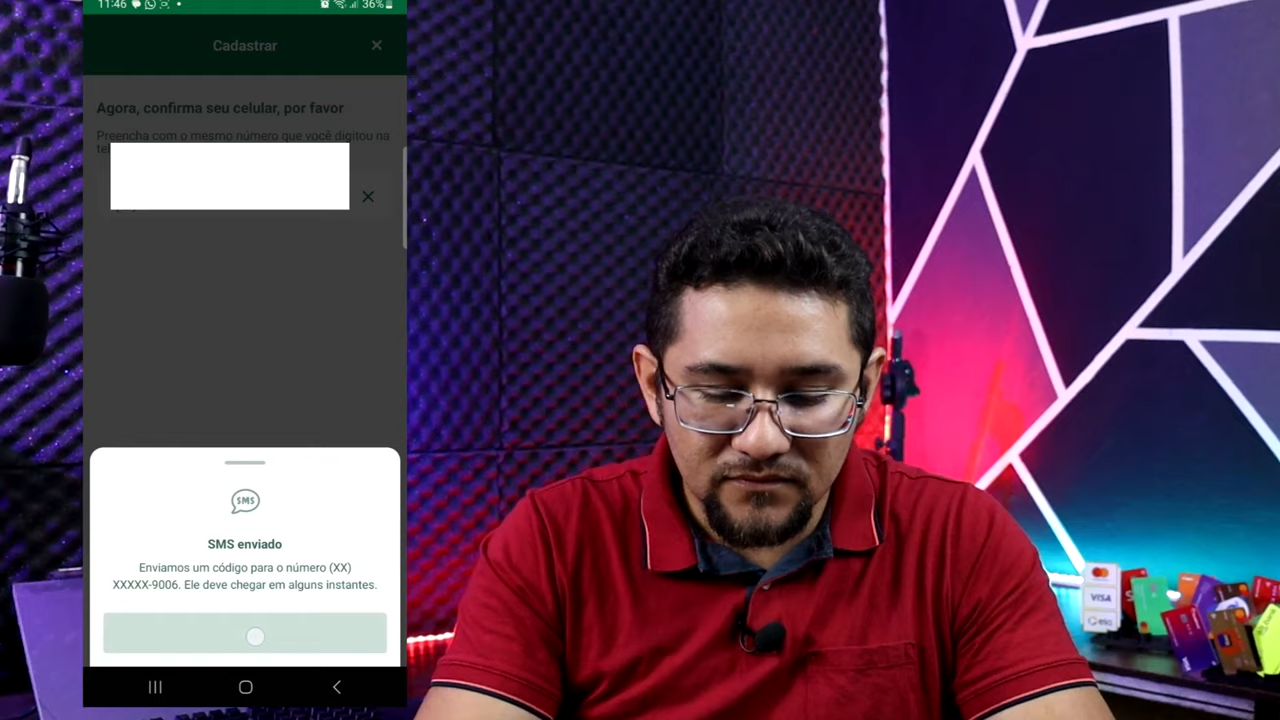 11:46
36%
Cadastrar
Agora, confirma seu celular, por favor
Preencha com o mesmo número que você digitou na
SMS
SMS enviado
Enviamos um código para o número (XX)
XXXXX-9006. Ele deve chegar em alguns instantes.
VISA
elo